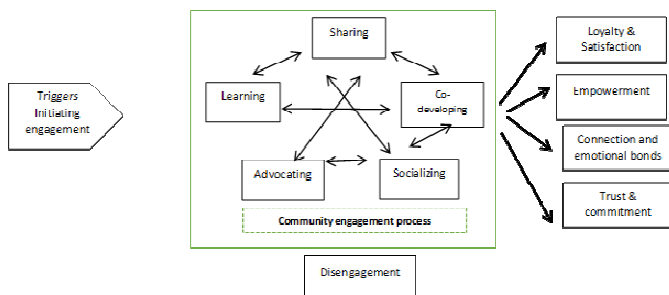 Triggers
Initiating
engagement
Sharing
Learning
Co-
developing
Advocating
Socializing
Community engagement process
Disengagement
Loyalty &
Satisfaction
Empowerment
Connection and
emotional bonds
Trust &
commitment